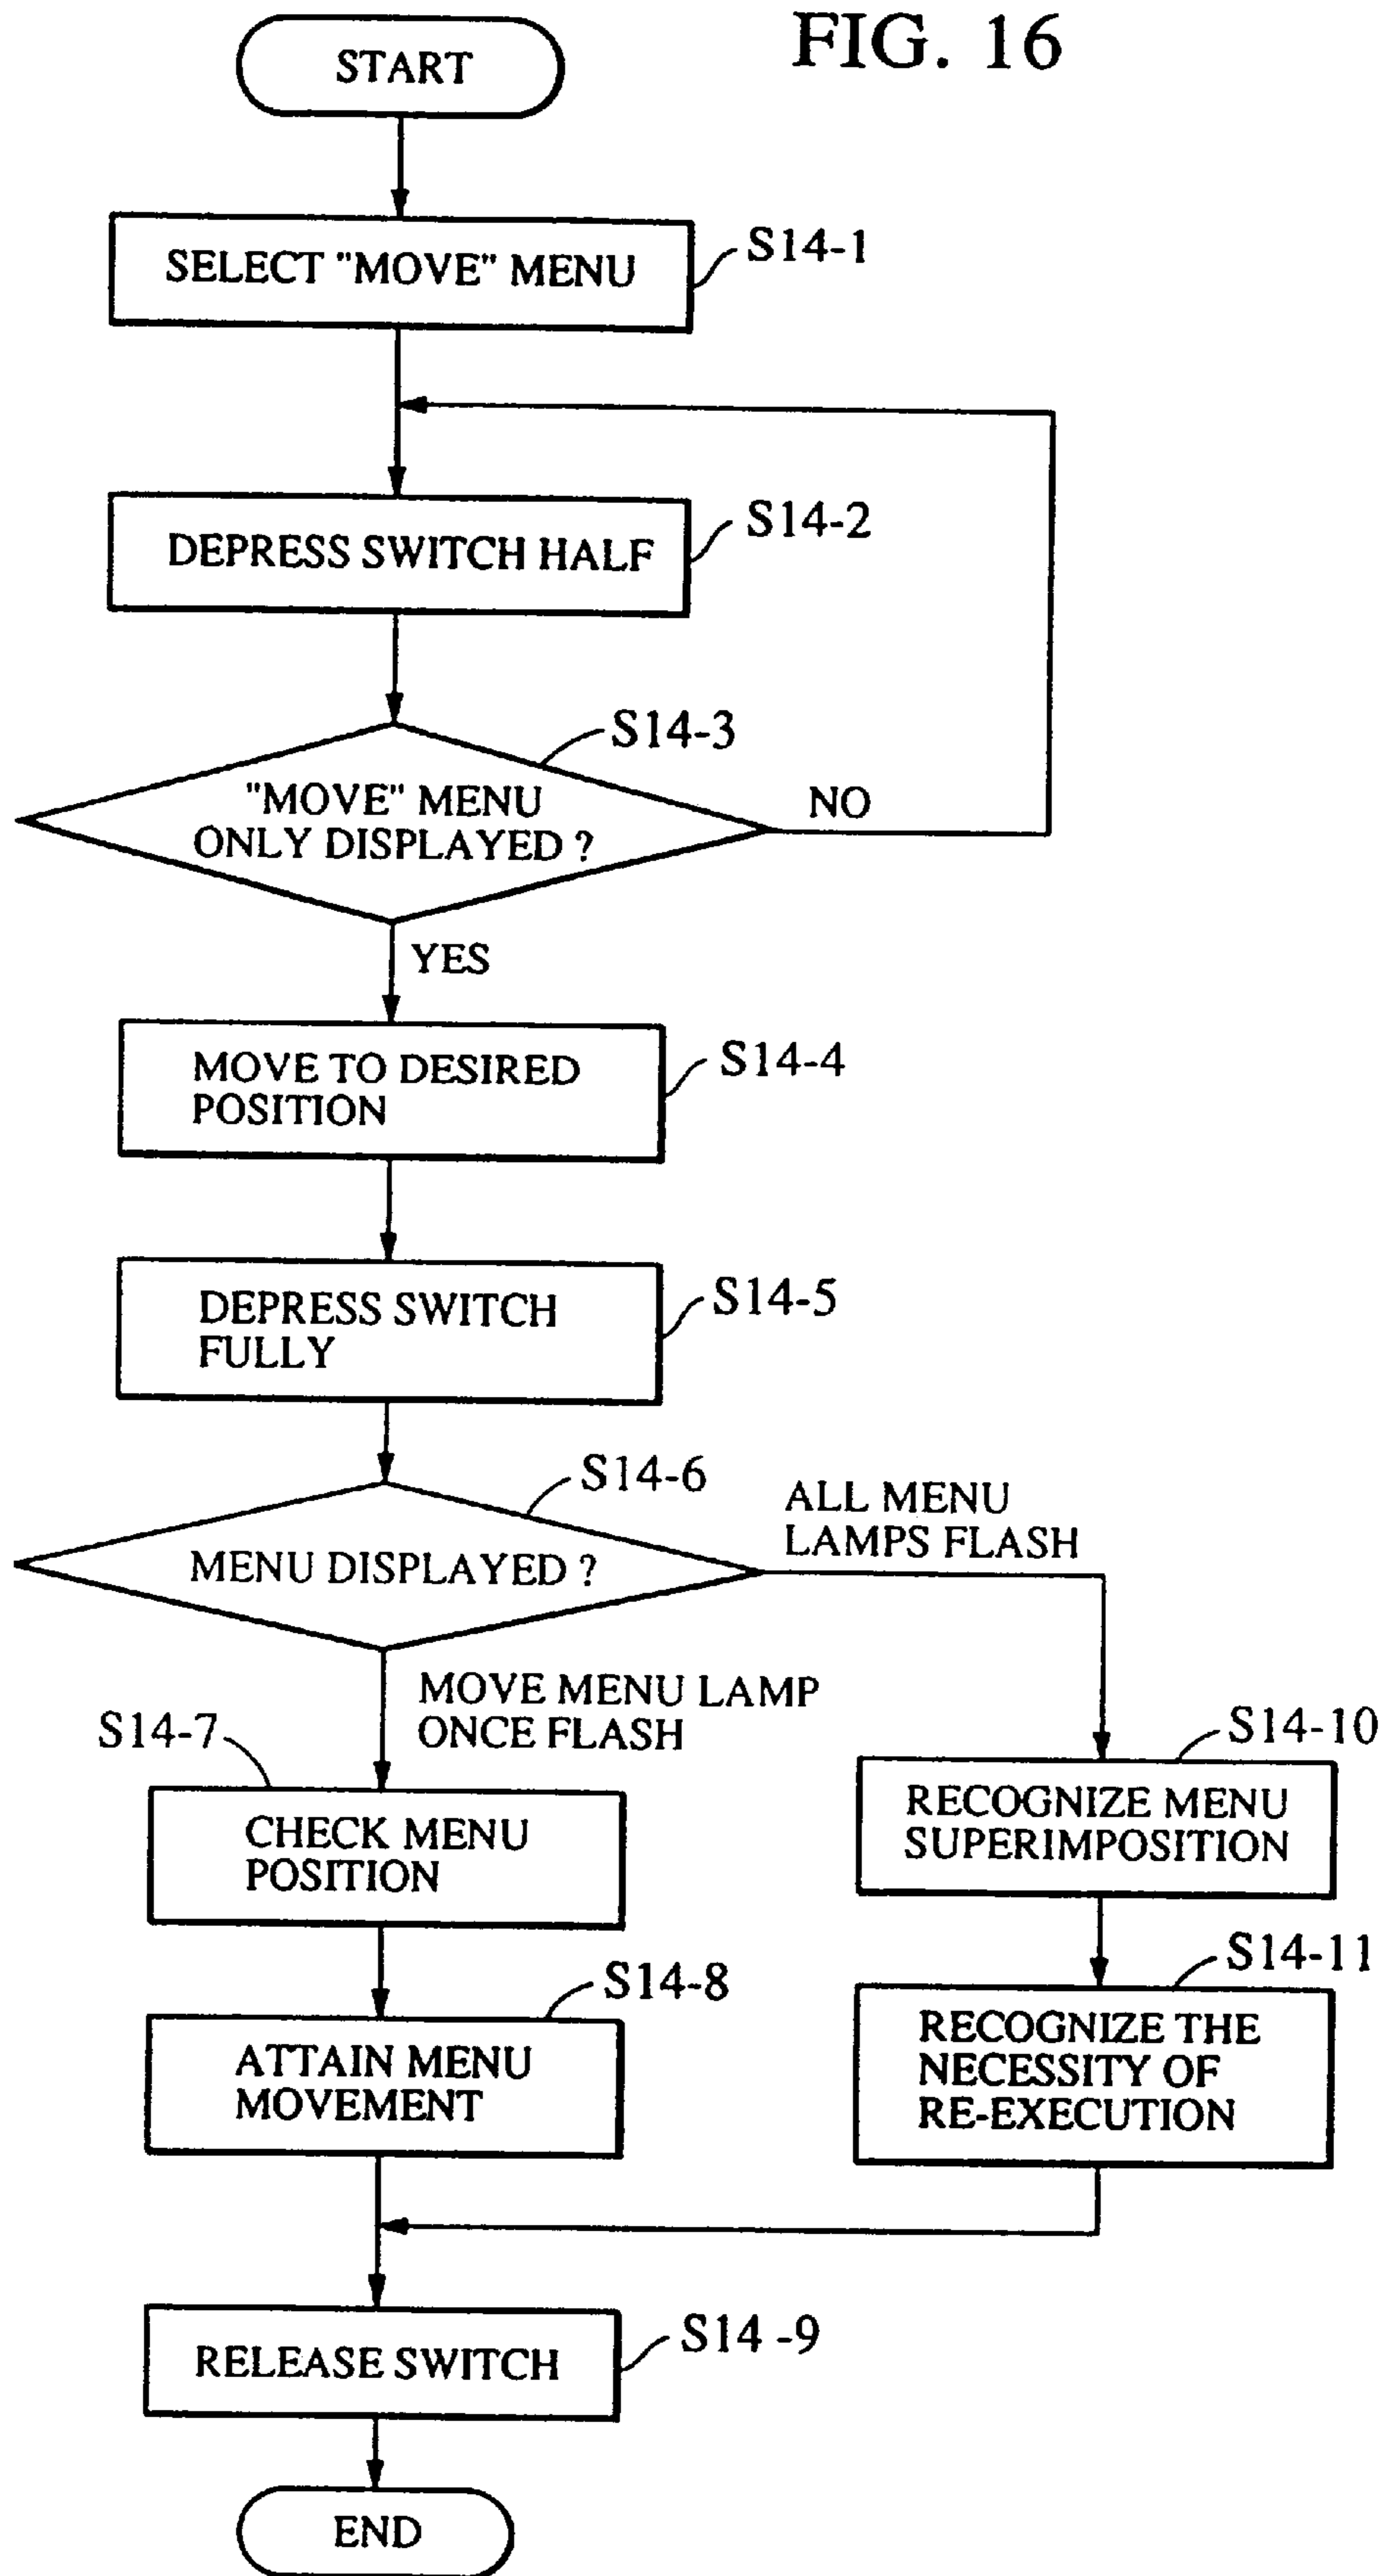 FIG. 16
START
SELECT "MOVE" MENU
S14-1
DEPRESS SWITCH HALF
S14-2
S14-3
"MOVE" MENU
ONLY DISPLAYED ?
NO
YES
MOVE TO DESIRED
POSITION
S14-4
DEPRESS SWITCH
FULLY
S14-5
S14-6
MENU DISPLAYED ?
ALL MENU
LAMPS FLASH
MOVE MENU LAMP
ONCE FLASH
S14-7
CHECK MENU
POSITION
S14-10
RECOGNIZE MENU
SUPERIMPOSITION
S14-8
ATTAIN MENU
MOVEMENT
S14-11
RECOGNIZE THE
NECESSITY OF
RE-EXECUTION
RELEASE SWITCH
S14 -9
END